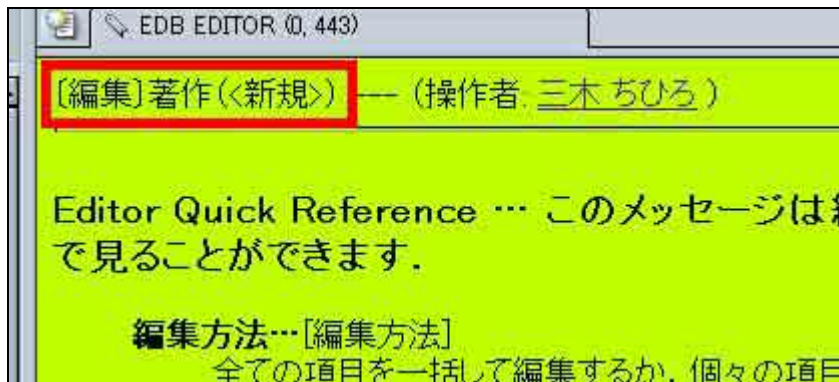 EDB EDITOR (0, 443)
[編集]著作(<新規>) --- (操作者. 三木 ぢひろ )
Editor Quick Reference … このメッセージは
で見ることができます.
編集方法…[編集方法]
全ての項目を一括して編集するか, 個々の項目